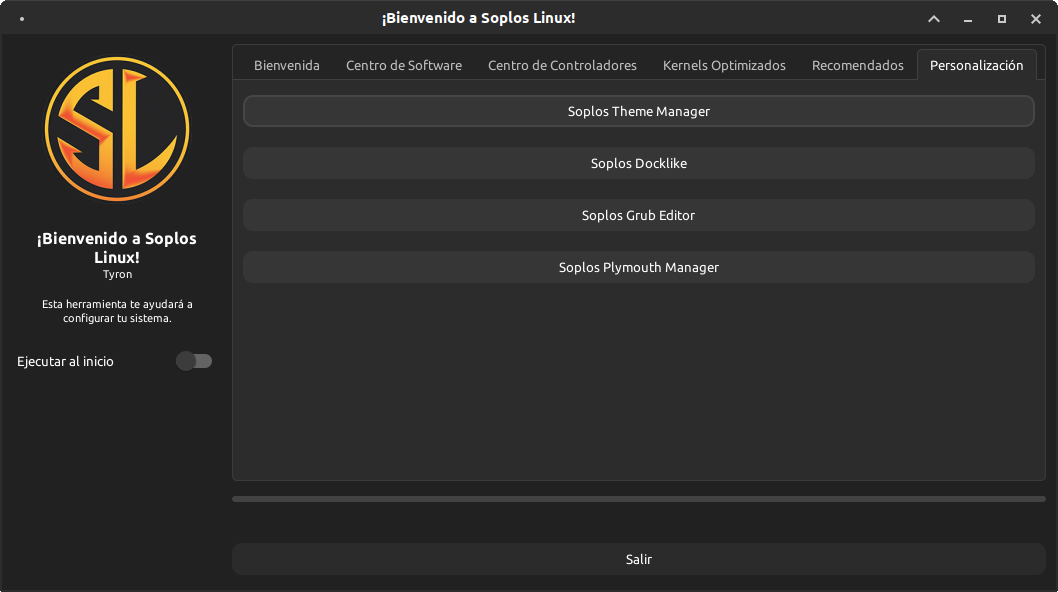 ¡Bienvenido a Soplos Linux!
SL
¡Bienvenido a Soplos
Linux!
Tyron
Esta herramienta te ayudará a
configurar tu sistema.
Ejecutar al inicio
Bienvenida Centro de Software Centro de Controladores Kernels Optimizados Recomendados Personalización
Soplos Theme Manager
Soplos Docklike
Soplos Grub Editor
Soplos Plymouth Manager
Salir